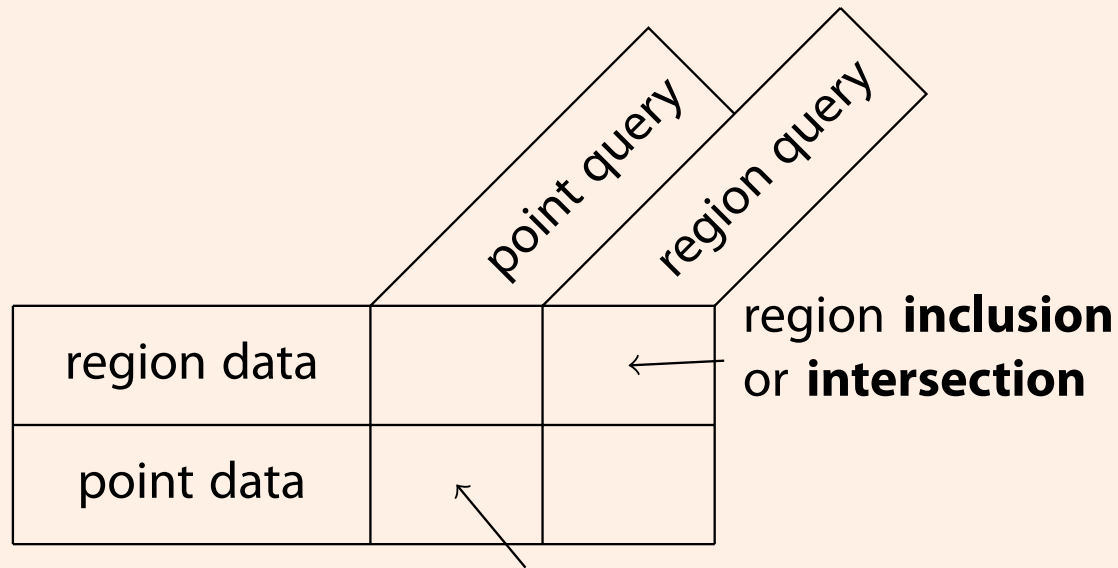 point query
region query
region data
region inclusion
or intersection
point data